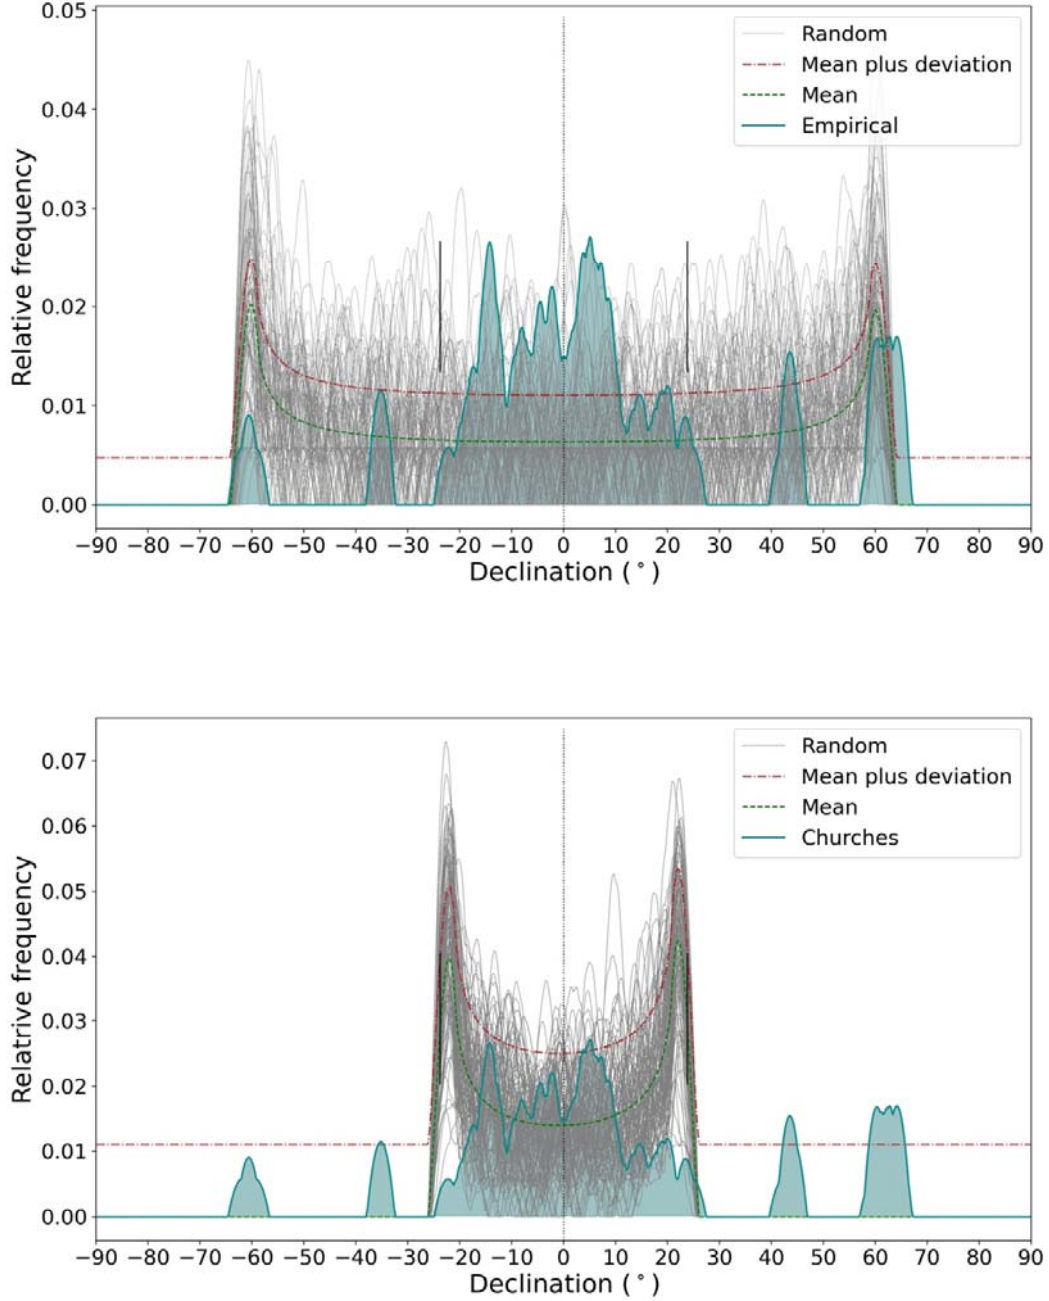 0.05
0.04
0.03
0.02
0.01
0.00
Relative frequency
Random
Mean plus deviation
Mean
Empirical
−90 −80 −70 −60 −50 −40 −30 −20 −10 0 10 20 30 40 50 60 70 80 90
Declination (°)
0.07
0.06
0.05
0.04
0.03
0.02
0.01
0.00
Relatrive frequency
Random
Mean plus deviation
Mean
Churches
−90 −80 −70 −60 −50 −40 −30 −20 −10 0 10 20 30 40 50 60 70 80 90
Declination (°)